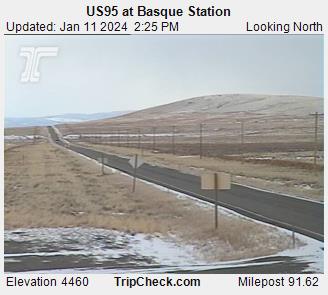 US95 at Basque Station
Updated: Jan 11 2024 2:25 PM Looking North
Elevation 4460 TripCheck.com Milepost 91.62